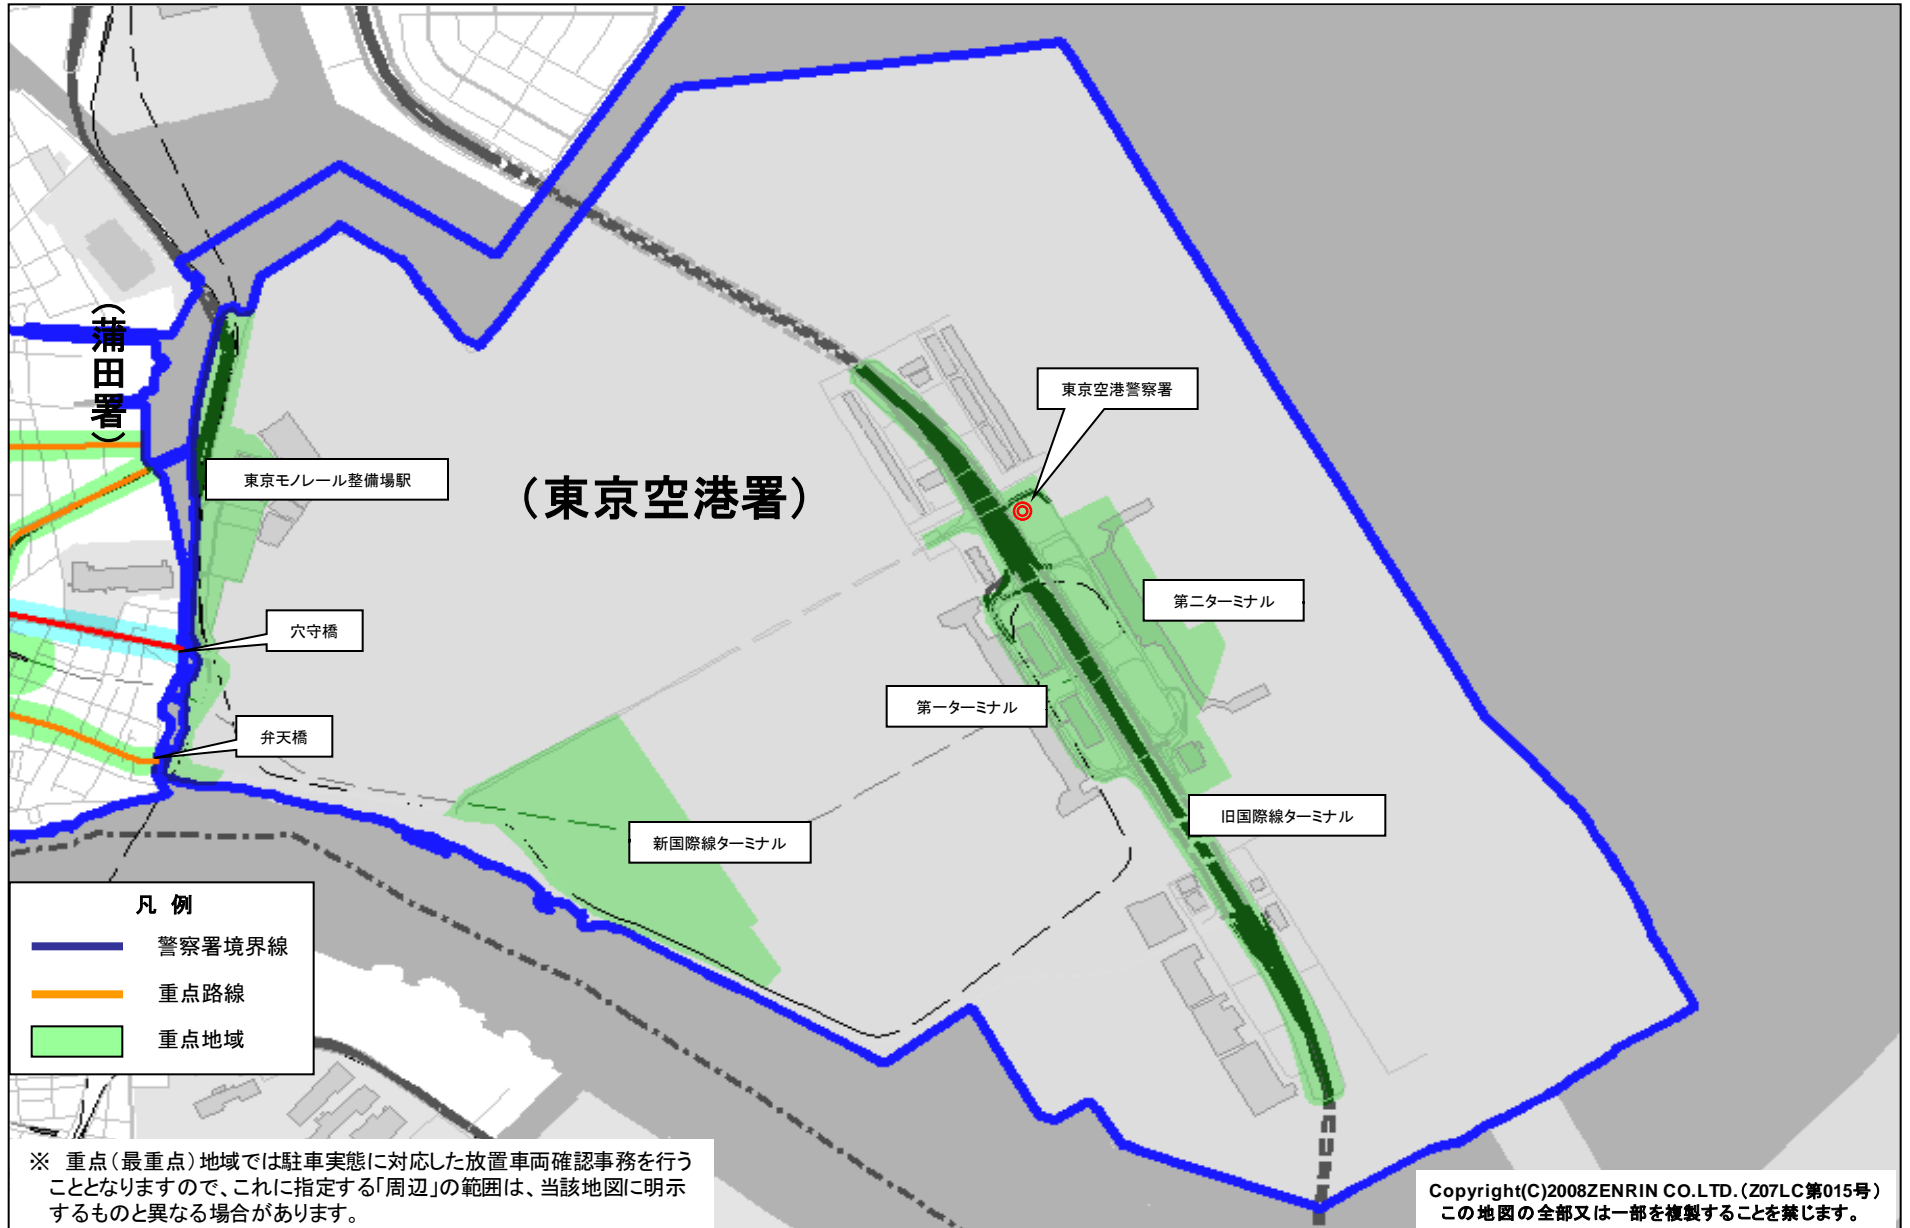 （蒲田署）
東京空港警察署
東京モノレール整備場駅
（東京空港署）
第二ターミナル
穴守橋
第一ターミナル
弁天橋
旧国際線ターミナル
新国際線ターミナル
凡 例
警察署境界線
重点路線
重点地域
※ 重点（最重点）地域では駐車実態に対応した放置車両確認事務を行う
こととなりますので、これに指定する「周辺」の範囲は、当該地図に明示
するものと異なる場合があります。
Copyright(C)2008ZENRIN CO.LTD.（Z07LC第015号）
この地図の全部又は一部を複製することを禁じます。